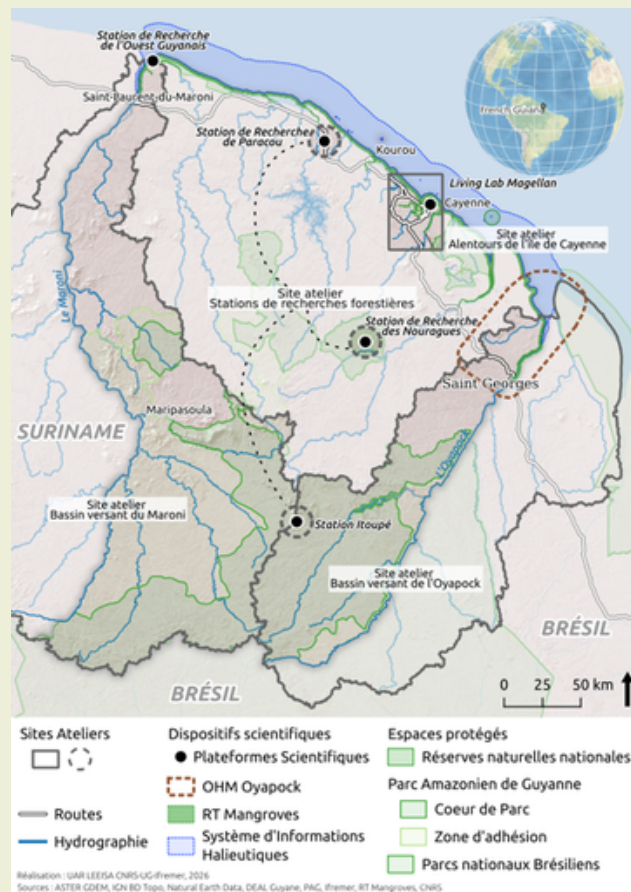 Station de Recherche
de l'Ouest Guyanais
Saint-Laurent-du-Maroni
Station de Recherche
de Paracou
Kourou
French Guiana
Living Lab Magellan
Cayenne
Site atelier
Alentours de l'île de Cayenne
Le Maroni
Site atelier
Stations de recherches forestières
Station de Recherche
des Nouragues
Saint Georges
Maripasoula
SURINAME
L'Oyapock
Site atelier
Bassin versant du Maroni
Station Itoupé
Site atelier
Bassin versant de l'Oyapock
BRÉSIL
BRÉSIL
0 25 50 km
Sites Ateliers
Routes
Hydrographie
Dispositifs scientifiques
Plateformes Scientifiques
OHM Oyapock
RT Mangroves
Système d'Informations
Halieutiques
Espaces protégés
Réserves naturelles nationales
Parc Amazonien de Guyanne
Coeur de Parc
Zone d'adhésion
Parcs nationaux Brésiliens
Réalisation : UAR LEEISA CNRS-UG-Ifremer, 2026
Sources : ASTER GDEM, IGN BD Topo, Natural Earth Data, DEAL Guyane, PAG, Ifremer, RT Mangroves, CNRS